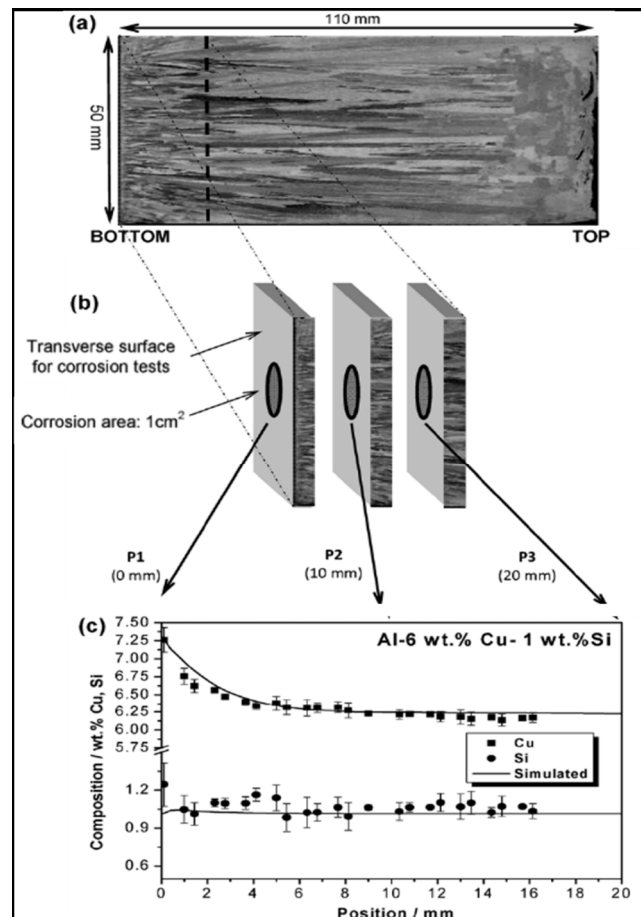 (a)
110 mm
50 mm
BOTTOM
TOP
(b)
Transverse surface
for corrosion tests
Corrosion area: 1cm²
P1
(0 mm)
P2
(10 mm)
P3
(20 mm)
(c)
Al-6 wt.% Cu- 1 wt.%Si
Composition / wt.% Cu, Si
7.50
7.25
7.00
6.75
6.50
6.25
6.00
5.75
1.2
0.9
0.6
Cu
Si
Simulated
0 2 4 6 8 10 12 14 16 18 20
Position / mm